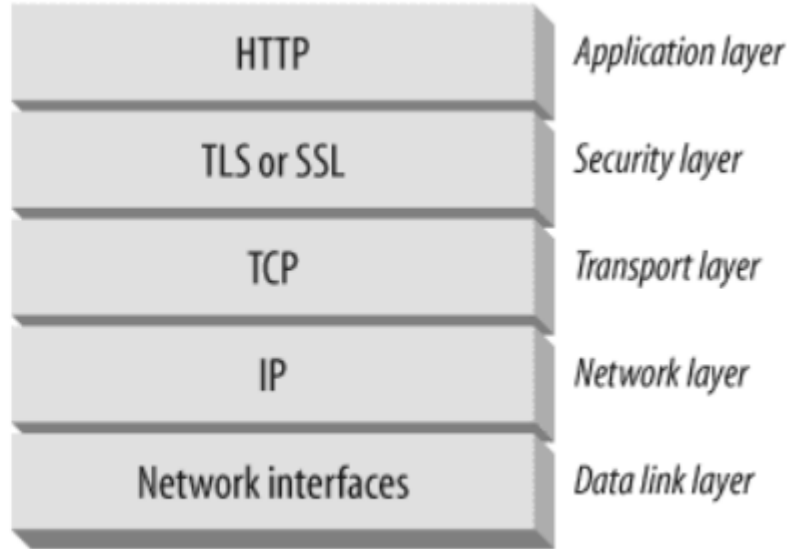 HTTP
Application layer
TLS or SSL
Security layer
TCP
Transport layer
IP
Network layer
Network interfaces
Data link layer